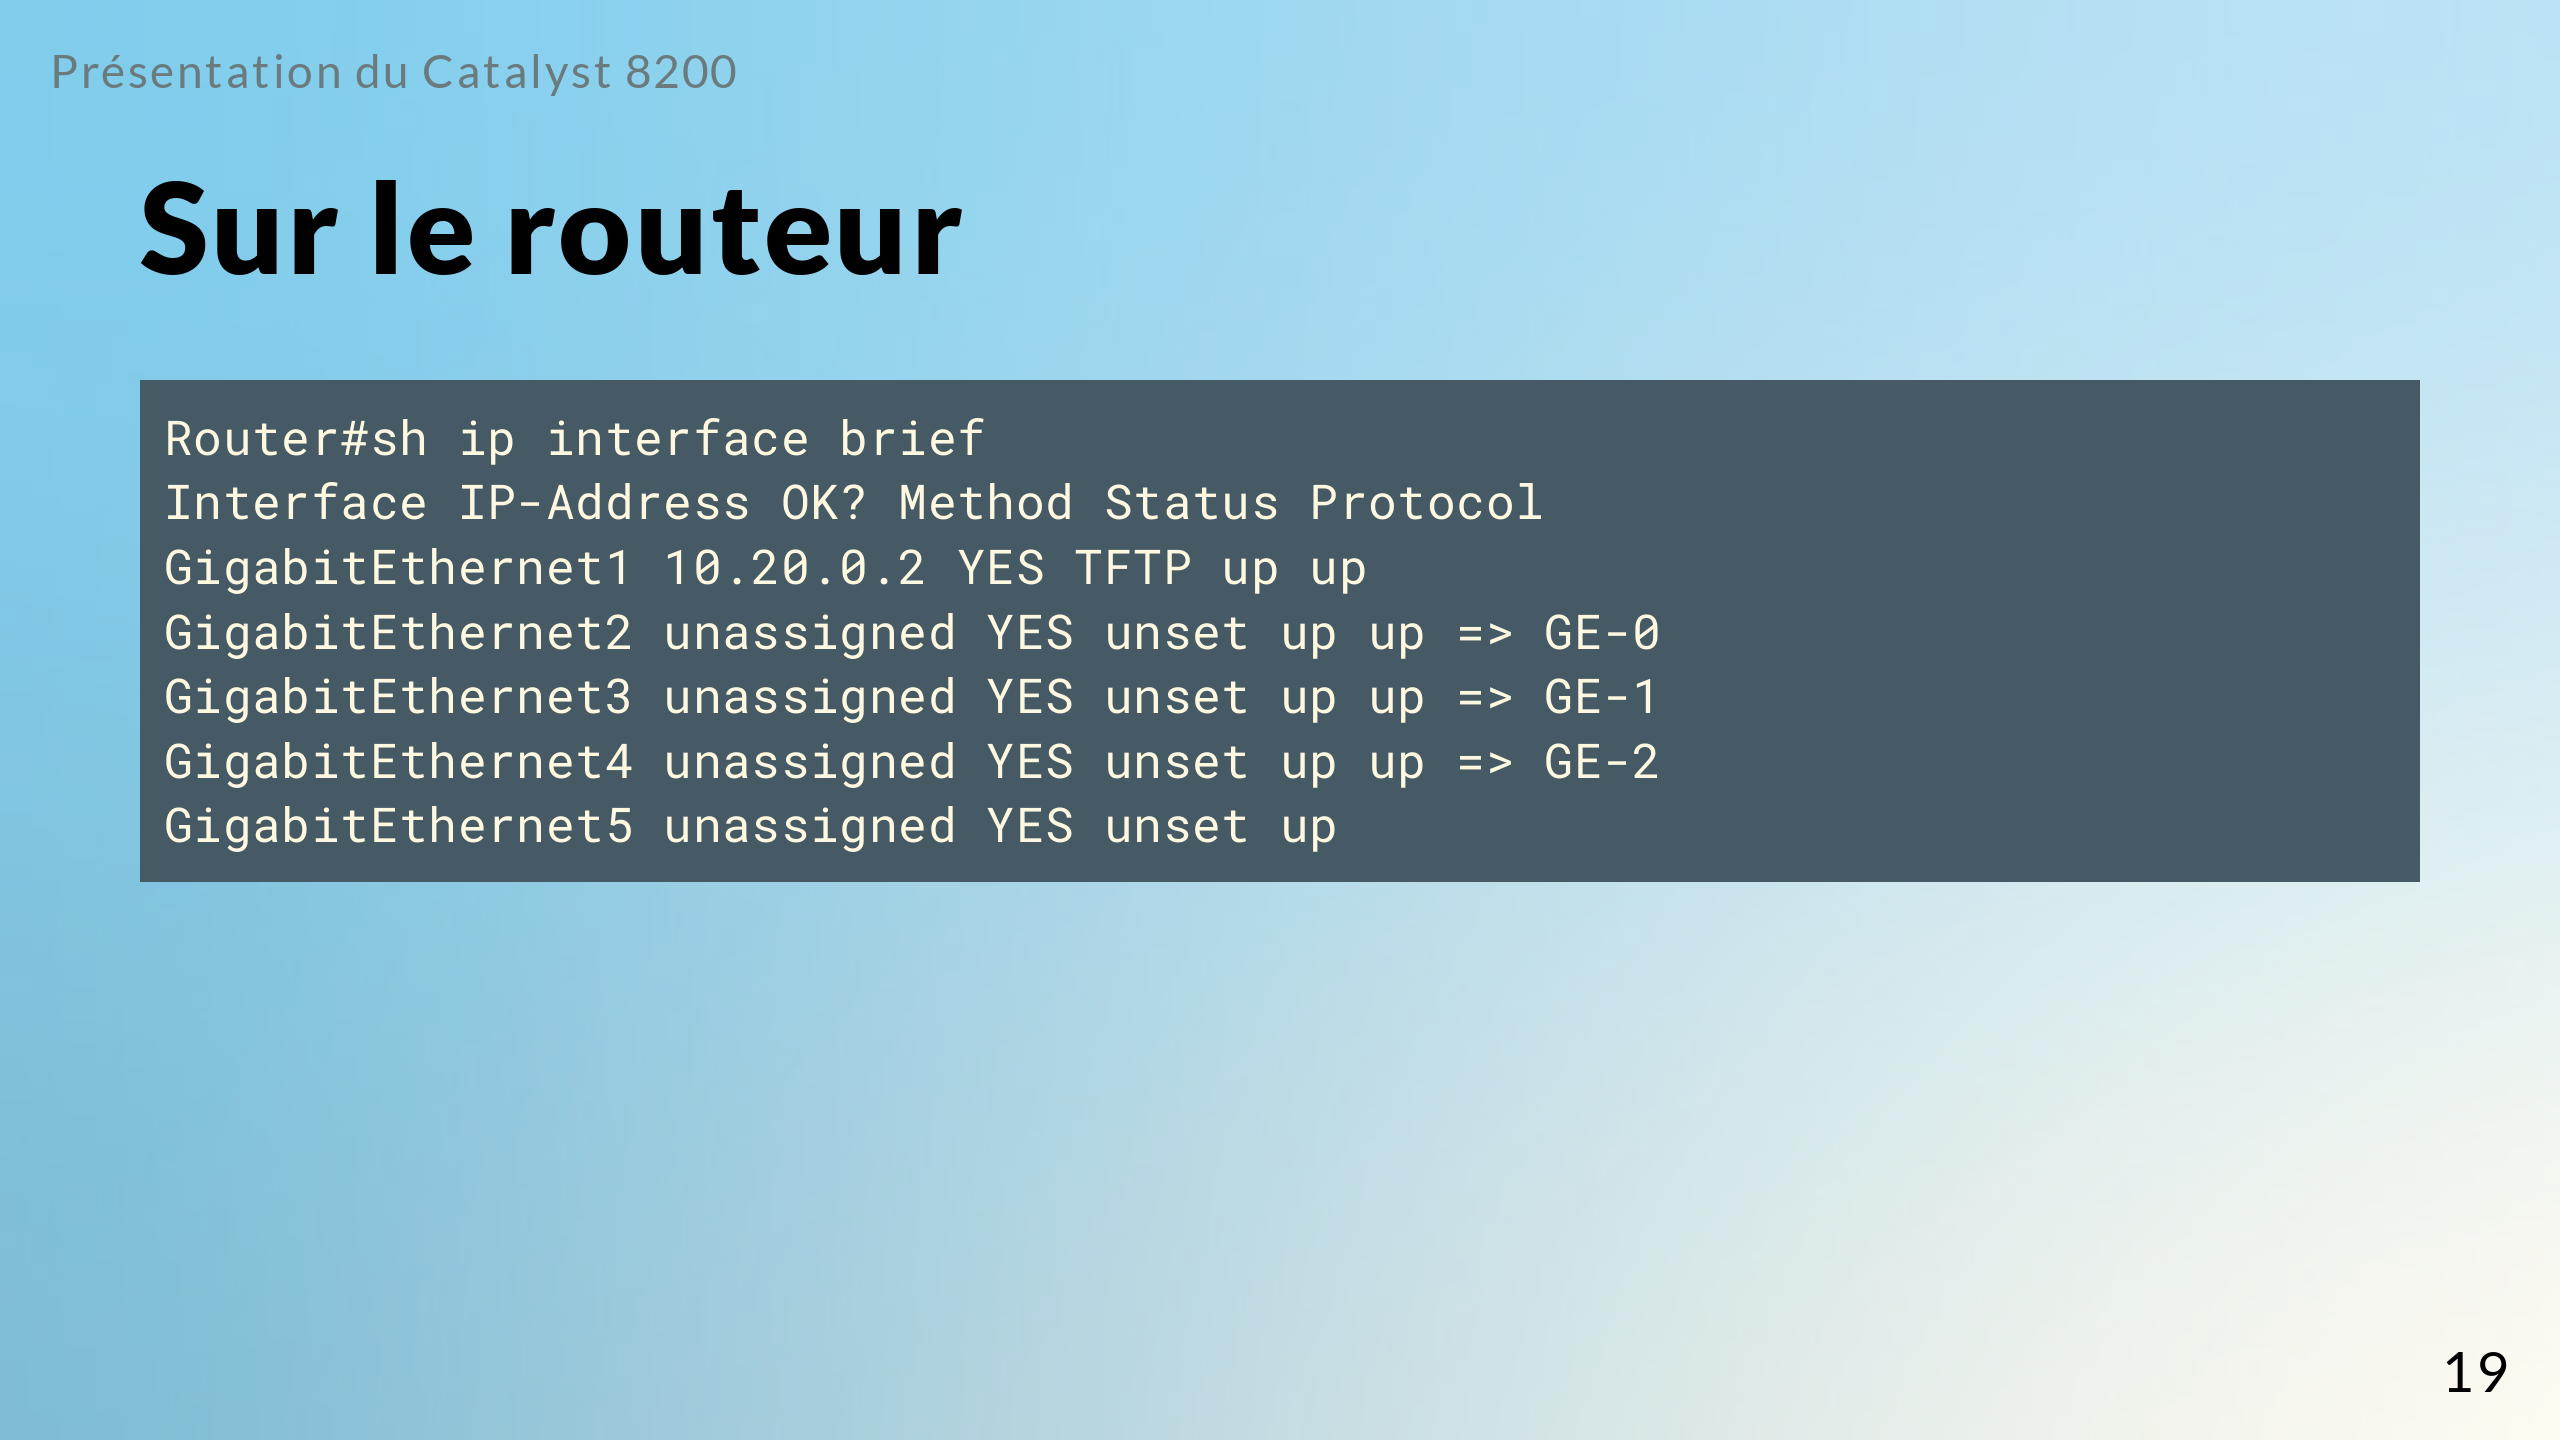 Présentation du Catalyst 8200
Sur le routeur
Router#sh ip interface brief
Interface IP-Address OK? Method Status Protocol
GigabitEthernet1 10.20.0.2 YES TFTP up up
GigabitEthernet2 unassigned YES unset up up => GE-0
GigabitEthernet3 unassigned YES unset up up => GE-1
GigabitEthernet4 unassigned YES unset up up => GE-2
GigabitEthernet5 unassigned YES unset up
19